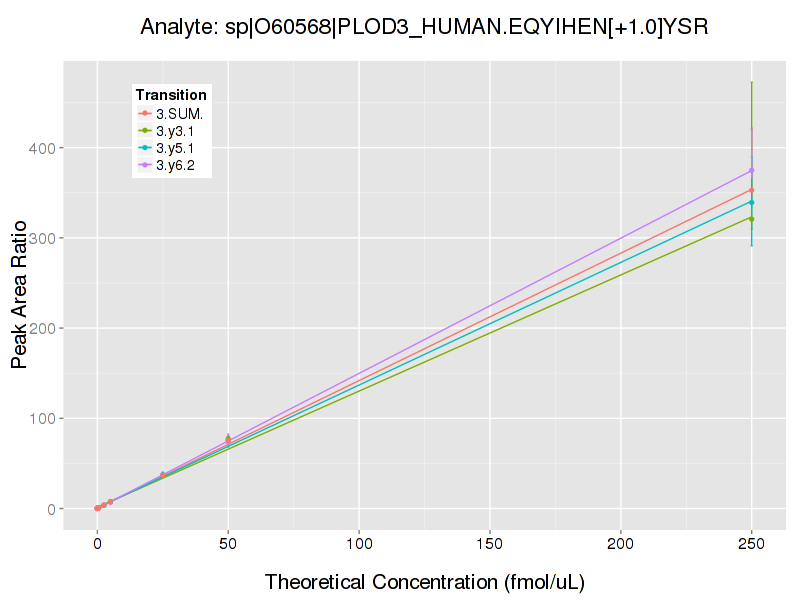 Analyte: sp|O60568|PLOD3_HUMAN.EQYIHEN[+1.0]YSR
Transition
3.SUM.
3.y3.1
3.y5.1
3.y6.2
Peak Area Ratio
400
300
200
100
0
0 50 100 150 200 250
Theoretical Concentration (fmol/uL)